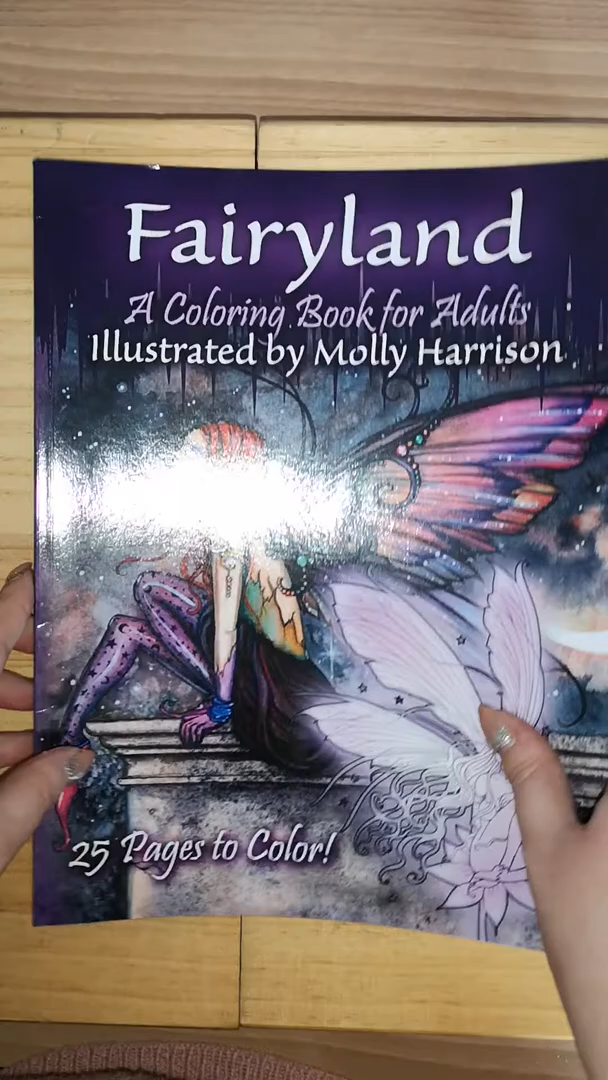 Fairyland
A Coloring Book for Adults
Illustrated by Molly Harrison
25 Pages to Color!